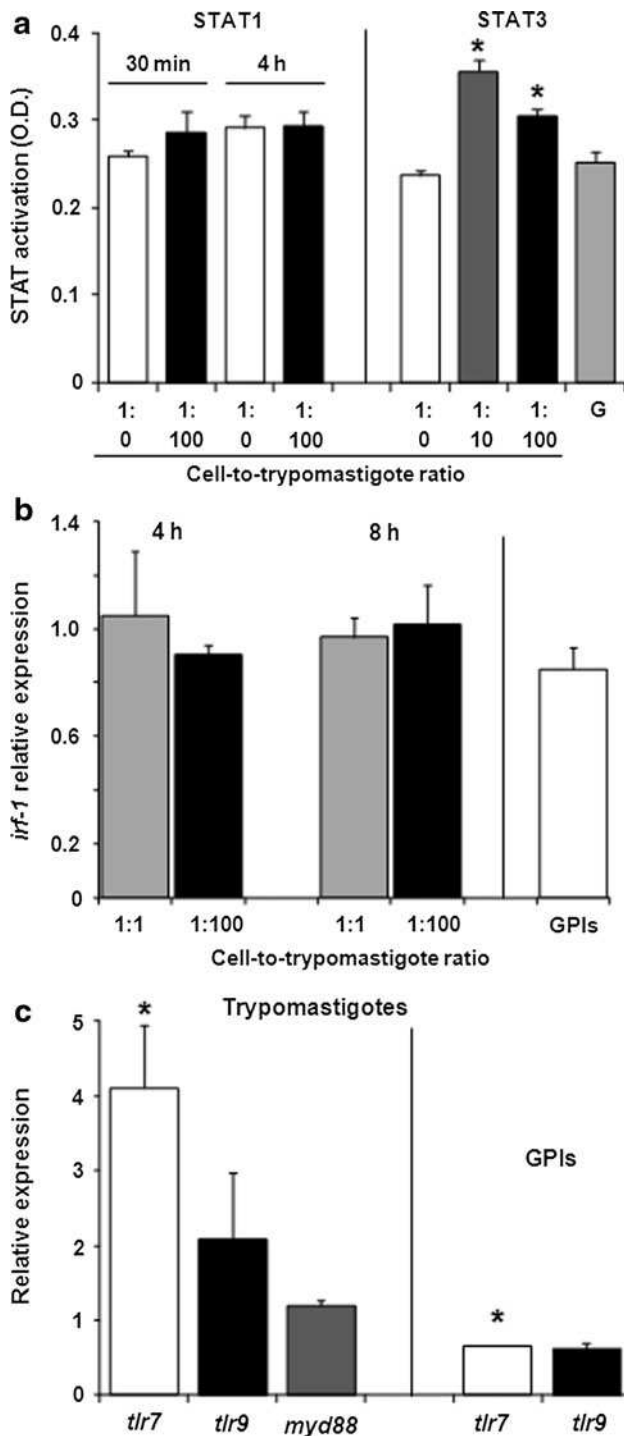 a
STAT1 STAT3
30 min 4 h
* *
STAT activation (O.D.)
0.4
0.3
0.2
0.1
0
1: 1: 1: 1: 1: 1: 1: G
0 100 0 100 0 10 100
Cell-to-trypomastigote ratio
b
4 h 8 h
irf-1 relative expression
1.4
1.0
0.6
0.2
0
1:1 1:100 1:1 1:100 GPIs
Cell-to-trypomastigote ratio
c
Trypomastigotes
*
GPIs
*
Relative expression
5
4
3
2
1
0
tlr7 tlr9 myd88 tlr7 tlr9